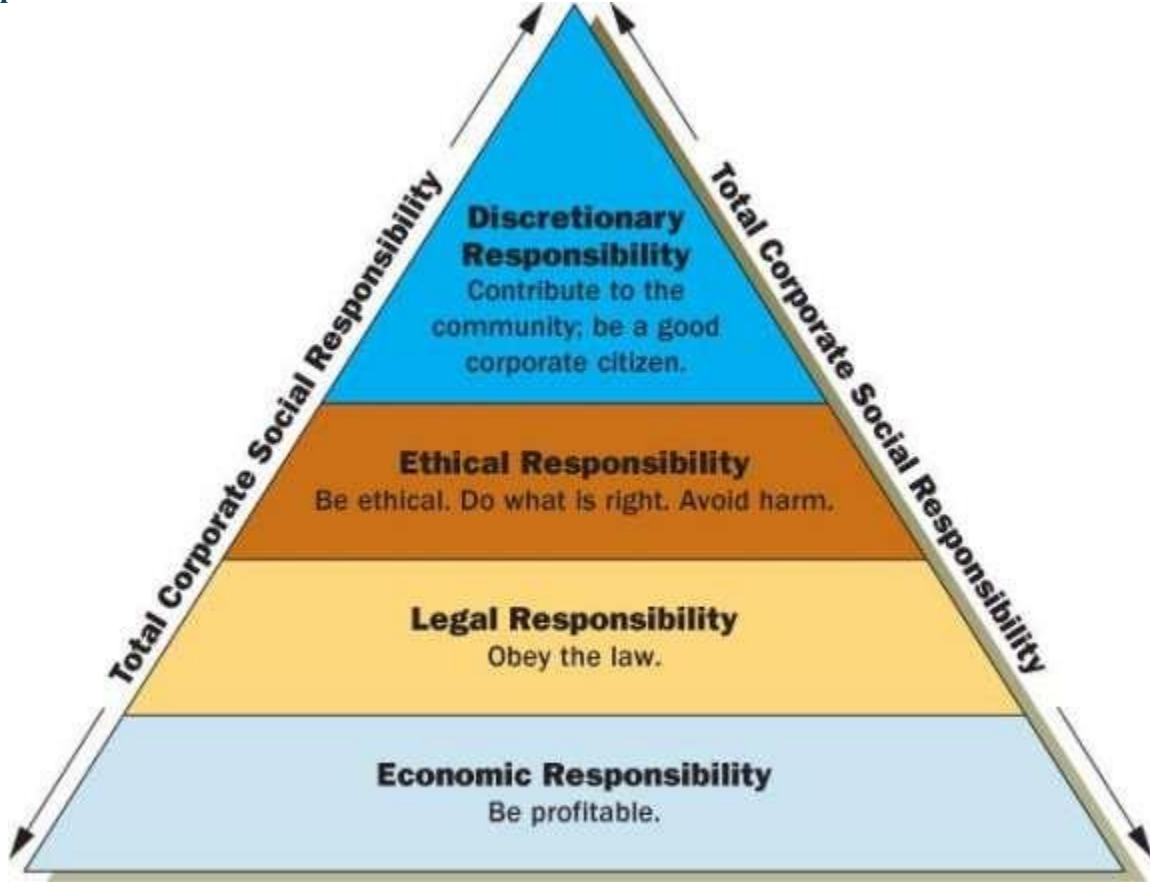 Total Corporate Social Responsibility
Total Corporate Social Responsibility
Discretionary
Responsibility
Contribute to the
community; be a good
corporate citizen.
Ethical Responsibility
Be ethical. Do what is right. Avoid harm.
Legal Responsibility
Obey the law.
Economic Responsibility
Be profitable.